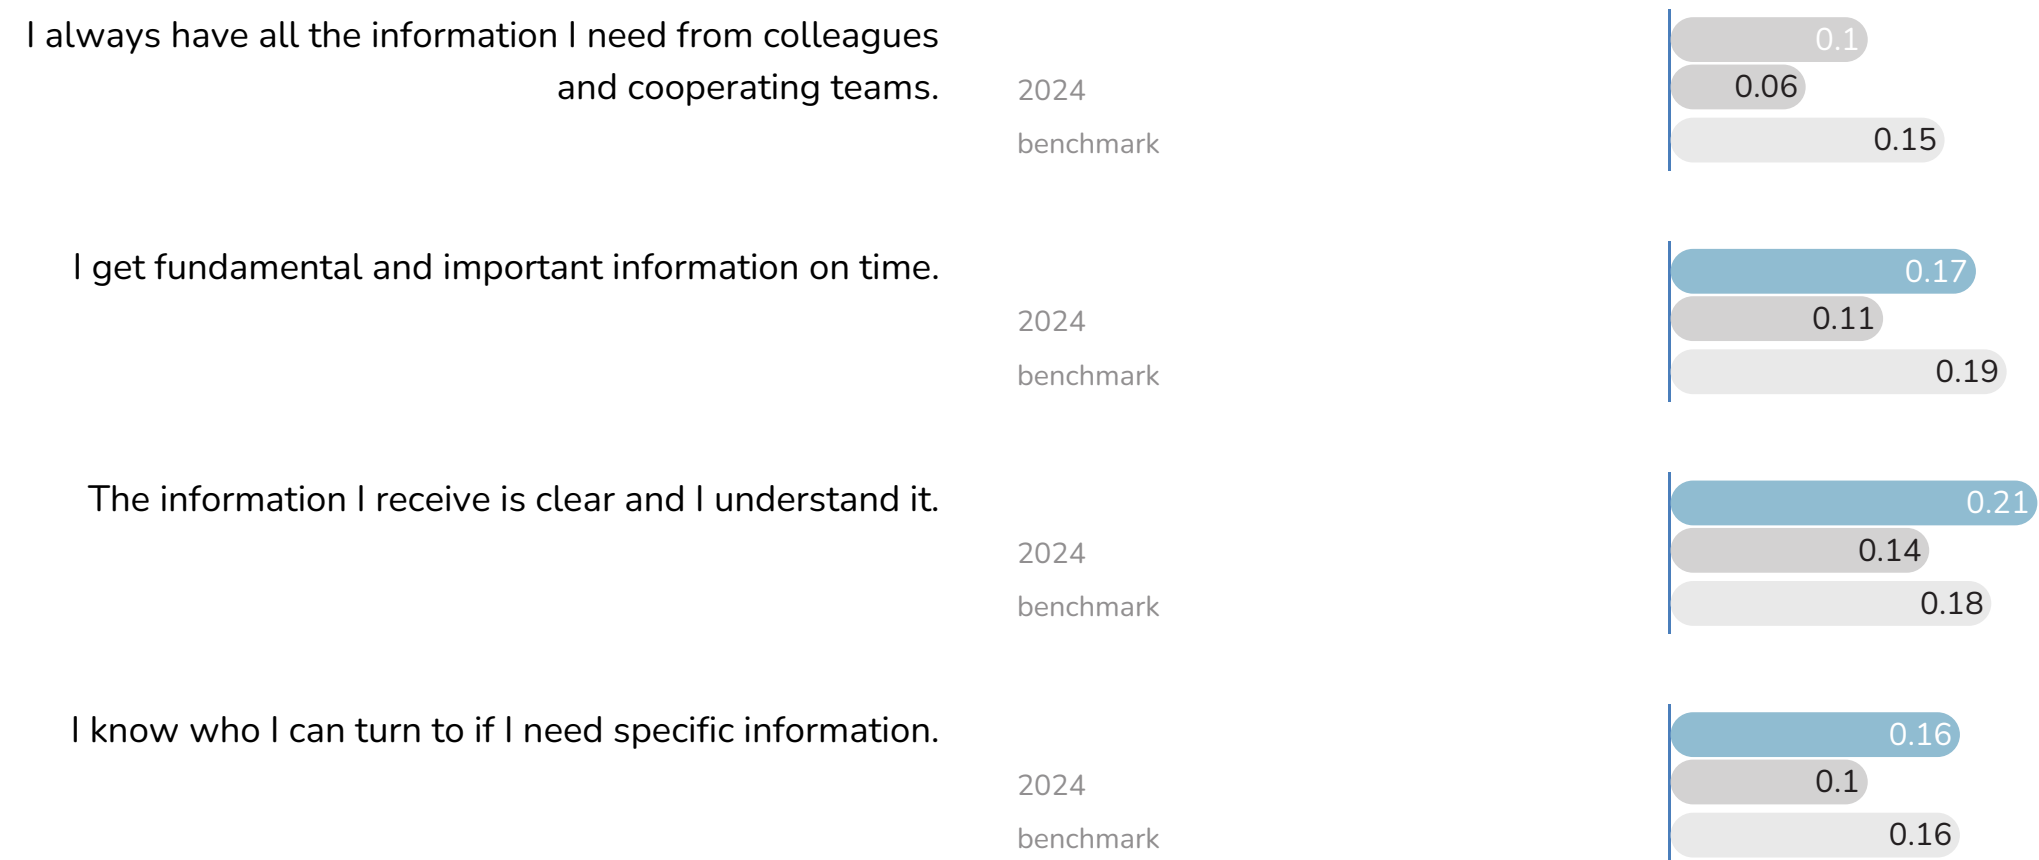 I always have all the information I need from colleagues
and cooperating teams.
0.1
2024
0.06
benchmark
0.15
I get fundamental and important information on time.
0.17
2024
0.11
benchmark
0.19
The information I receive is clear and I understand it.
0.21
2024
0.14
benchmark
0.18
I know who I can turn to if I need specific information.
0.16
2024
0.1
benchmark
0.16